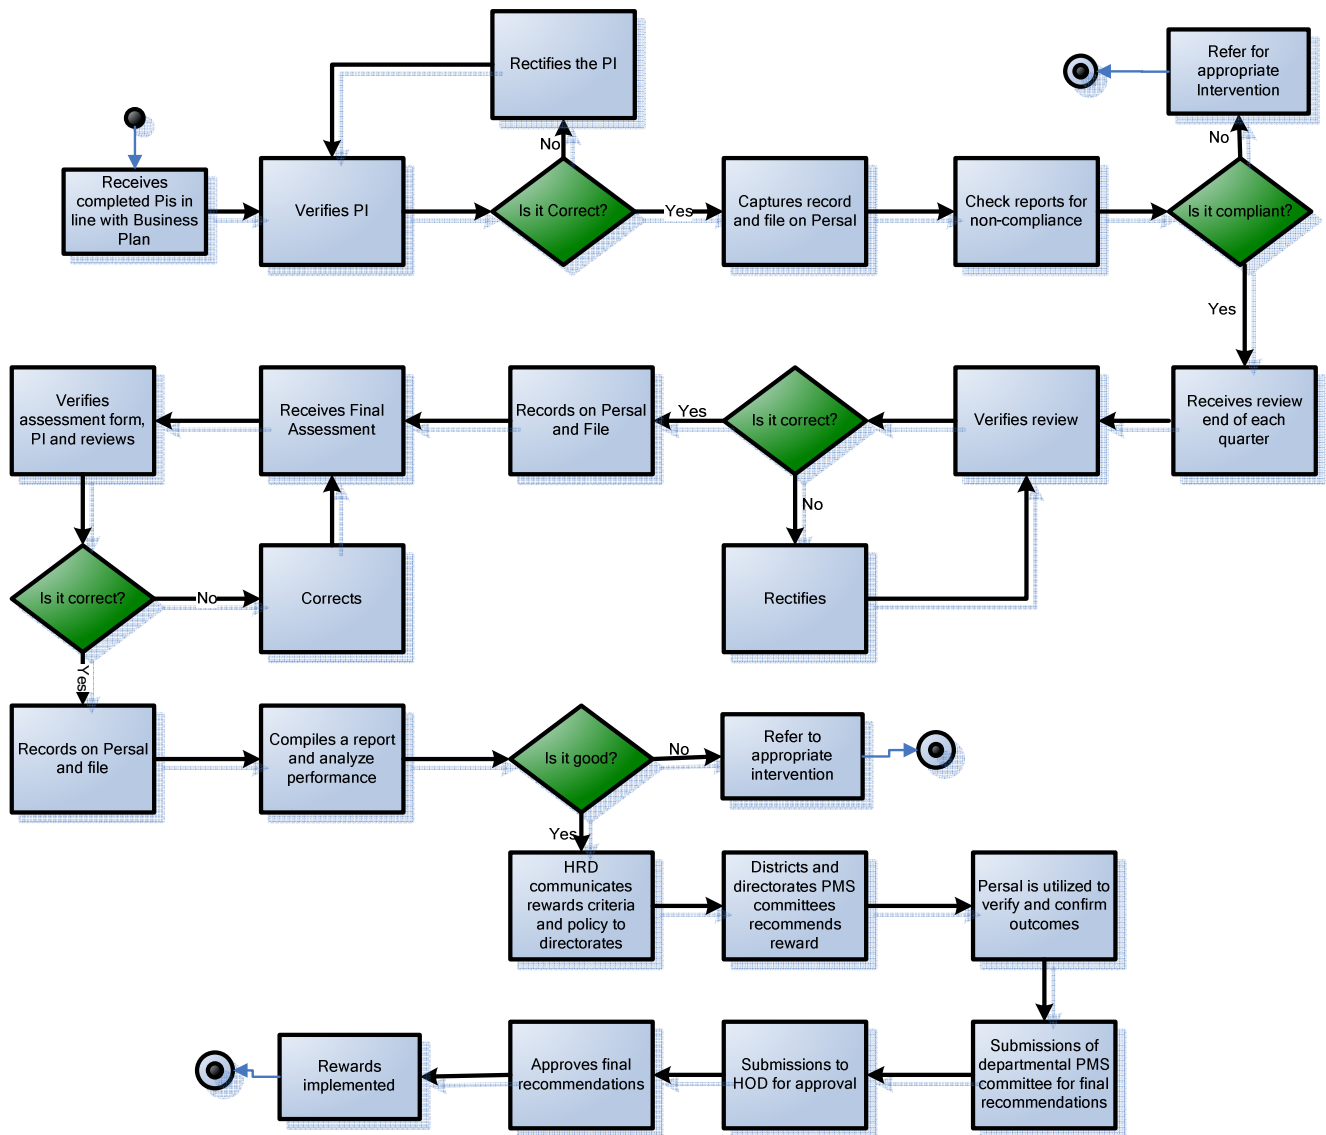 Rectifies the PI
Refer for
appropriate
Intervention
No
No
Receives
completed Pis in
line with Business
Plan
Verifies PI
Is it Correct?
Yes
Captures record
and file on Persal
Check reports for
non-compliance
Is it compliant?
Yes
Verifies
assessment form,
PI and reviews
Receives Final
Assessment
Records on Persal
and File
Yes
Is it correct?
Verifies review
Receives review
end of each
quarter
No
Is it correct?
No
Corrects
Rectifies
Yes
Records on Persal
and file
Compiles a report
and analyze
performance
Is it good?
No
Refer to
appropriate
intervention
Yes
HRD
communicates
rewards criteria
and policy to
directorates
Districts and
directorates PMS
committees
recommends
reward
Persal is utilized to
verify and confirm
outcomes
Rewards
implemented
Approves final
recommendations
Submissions to
HOD for approval
Submissions of
departmental PMS
committee for final
recommendations